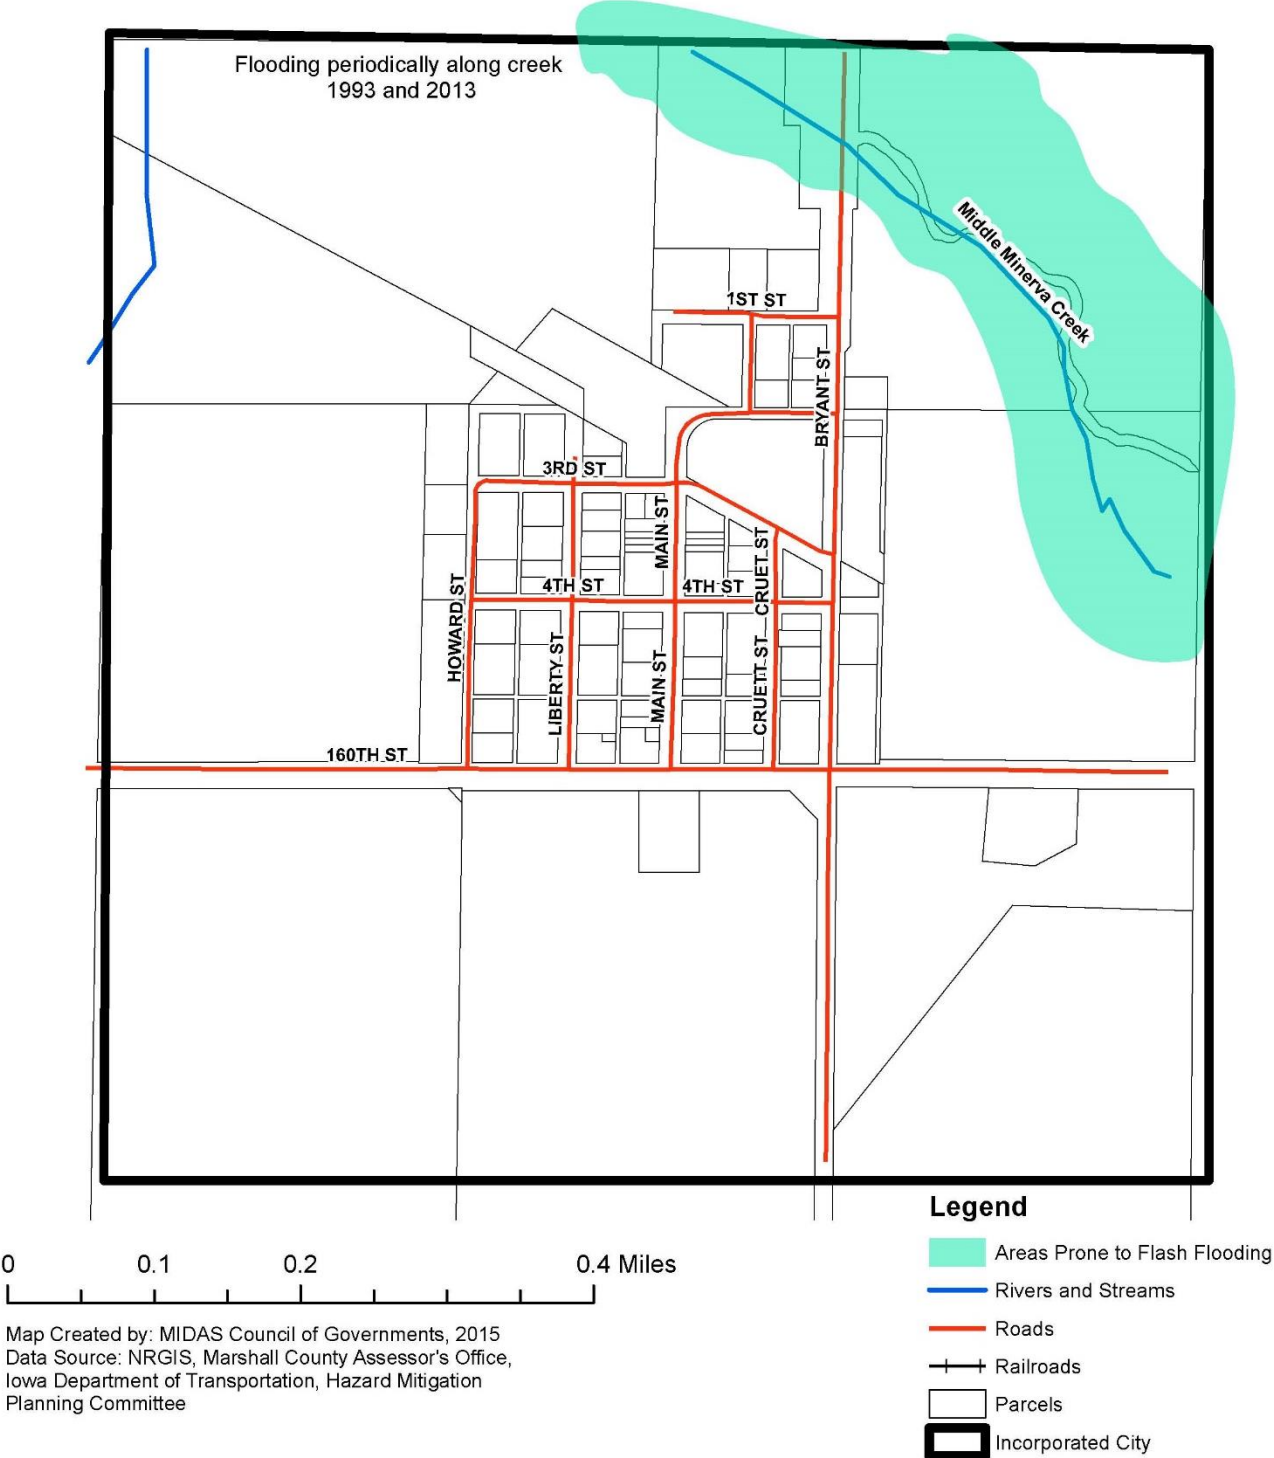 Flooding periodically along creek
1993 and 2013
Middle Minerva Creek
1ST ST
BRYANT ST
3RD ST
MAIN ST
CRUET ST
4TH ST
4TH ST
HOWARD ST
LIBERTY ST
MAIN ST
CRUETT ST
160TH ST
Legend
Areas Prone to Flash Flooding
Rivers and Streams
Roads
Railroads
Parcels
Incorporated City
0 0.1 0.2 0.4 Miles
Map Created by: MIDAS Council of Governments, 2015
Data Source: NRGIS, Marshall County Assessor's Office,
Iowa Department of Transportation, Hazard Mitigation
Planning Committee